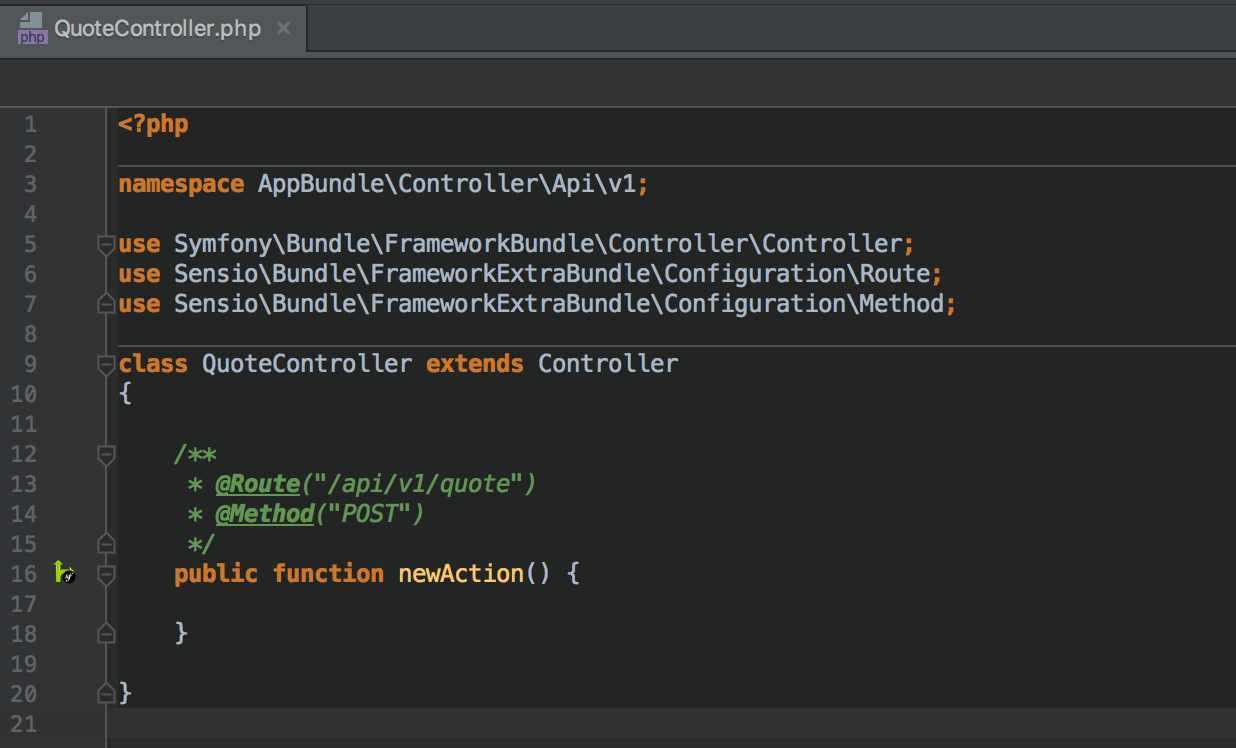 php QuoteController.php ×
1 <?php
2
3 namespace AppBundle\Controller\Api\v1;
4
5 use Symfony\Bundle\FrameworkBundle\Controller\Controller;
6 use Sensio\Bundle\FrameworkExtraBundle\Configuration\Route;
7 use Sensio\Bundle\FrameworkExtraBundle\Configuration\Method;
8
9 class QuoteController extends Controller
10 {
11
12     /**
13      * @Route("/api/v1/quote")
14      * @Method("POST")
15      */
16     public function newAction() {
17
18     }
19
20 }
21